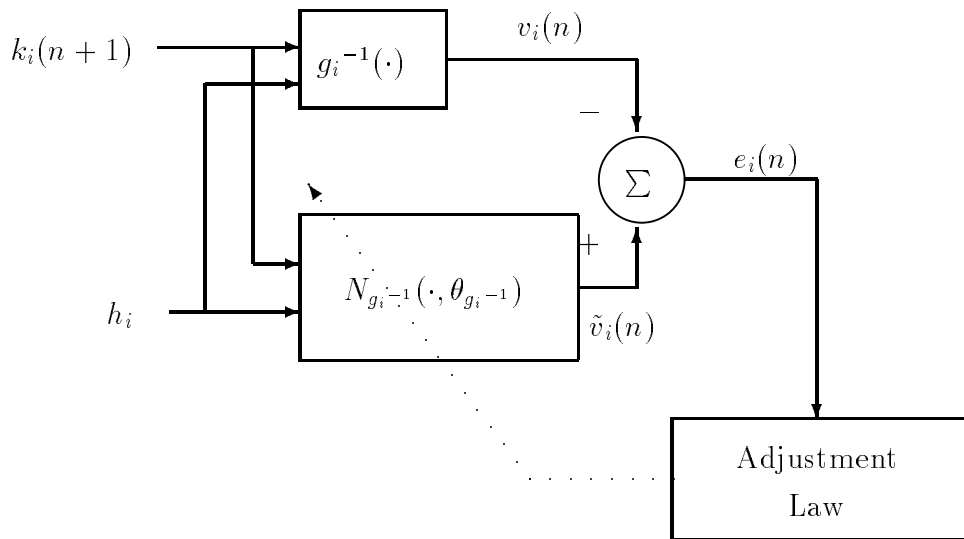 v_i(n)
k_i(n + 1)
g_i^{-1}(·)
−
e_i(n)
Σ
+
N_{g_i^{-1}}(·, θ_{g_i^{-1}})
h_i
ṽ_i(n)
Adjustment
Law